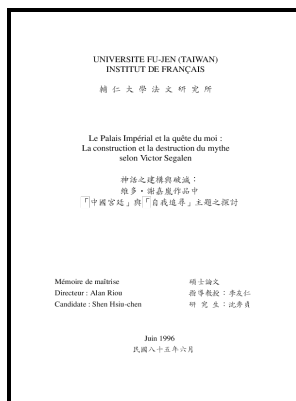 UNIVERSITE FU-JEN (TAIWAN)
INSTITUT DE FRANÇAIS
輔仁大學法文研究所
Le Palais Impérial et la quête du moi :
La construction et la destruction du mythe
selon Victor Segalen
神話之建構與破滅：
維多・謝嘉嵐作品中
「中國宮廷」與「自我追尋」主題之探討
Mémoire de maîtrise 碩士論文
Directeur : Alan Riou 指導教授：李友仁
Candidate : Shen Hsiu-chen 研究生：沈秀貞
Juin 1996
民國八十五年六月